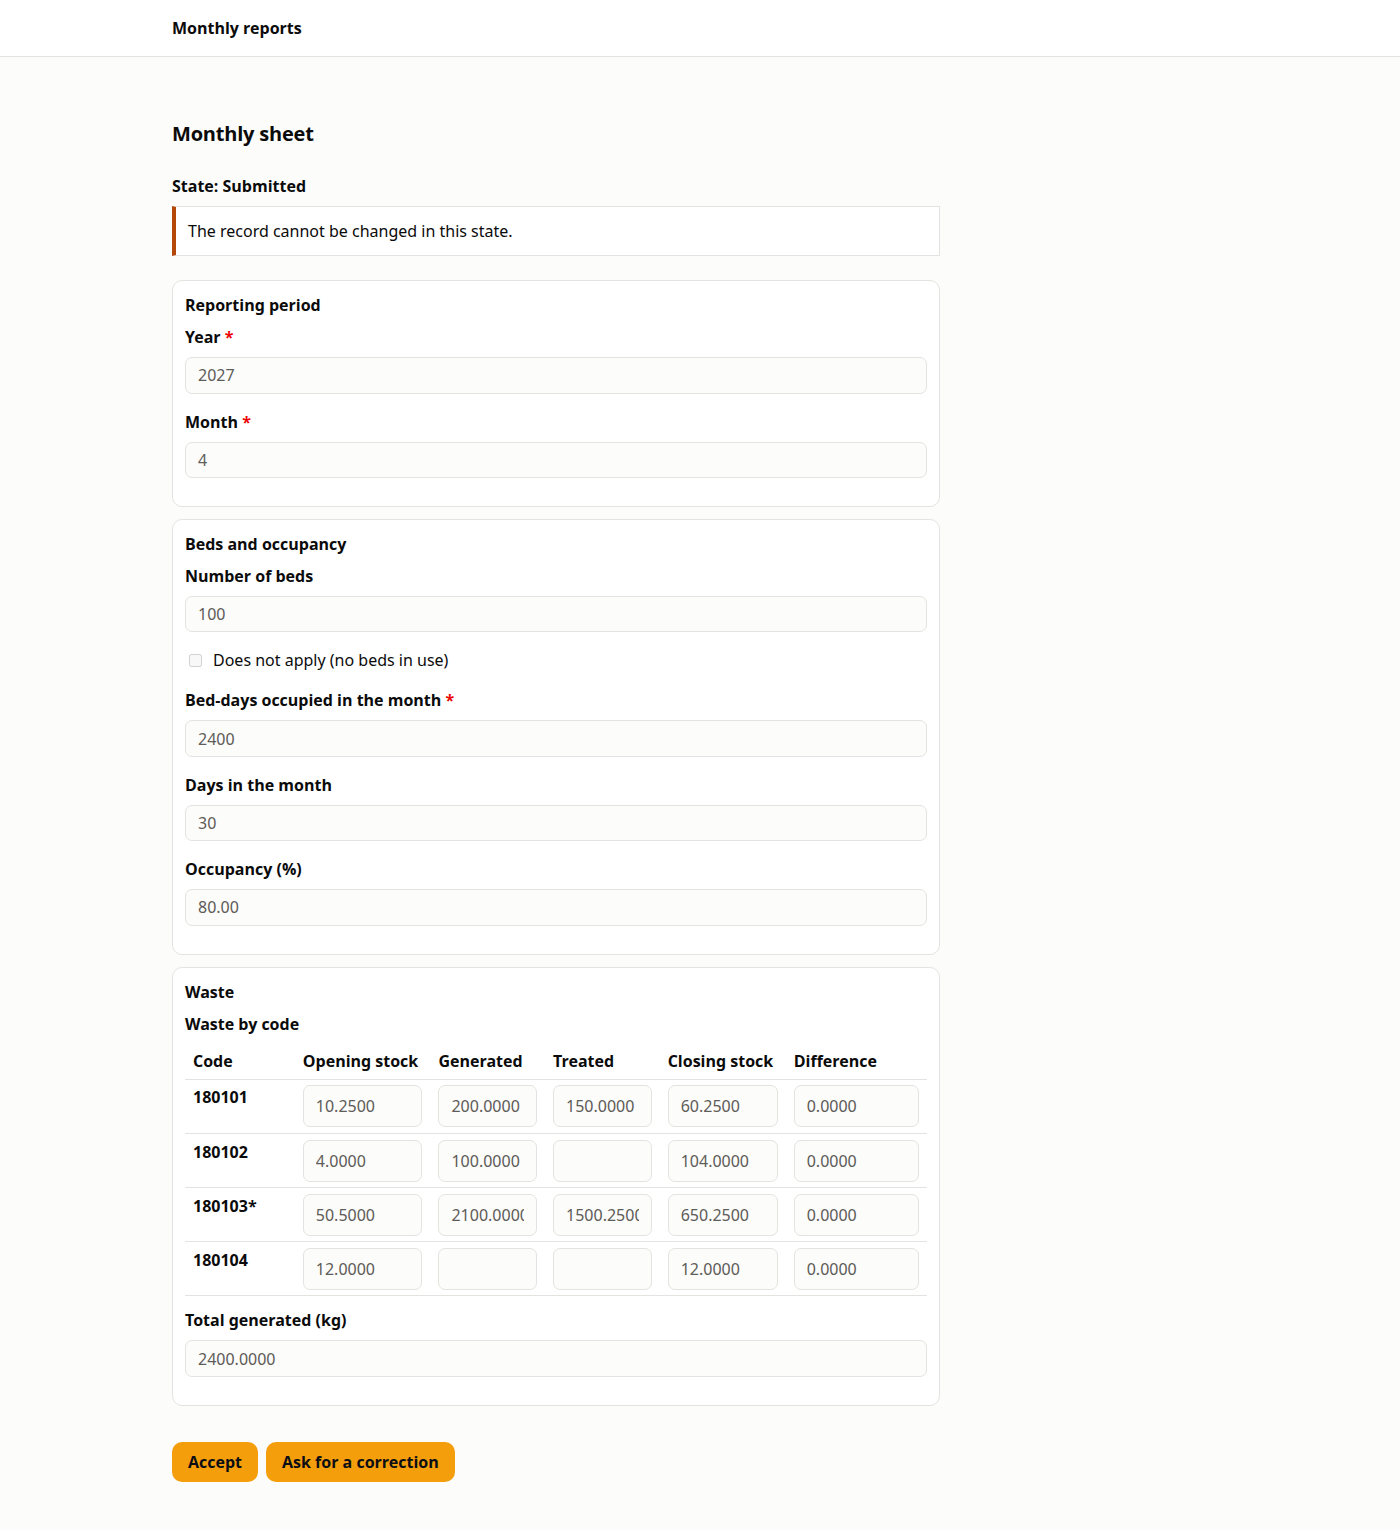 Monthly reports
Monthly sheet
State: Submitted
The record cannot be changed in this state.
Reporting period
Year *
2027
Month *
4
Beds and occupancy
Number of beds
100
Does not apply (no beds in use)
Bed-days occupied in the month *
2400
Days in the month
30
Occupancy (%)
80.00
Waste
Waste by code
Code Opening stock Generated Treated Closing stock Difference
180101 10.2500 200.0000 150.0000 60.2500 0.0000
180102 4.0000 100.0000 104.0000 0.0000
180103* 50.5000 2100.0000 1500.2500 650.2500 0.0000
180104 12.0000 12.0000 0.0000
Total generated (kg)
2400.0000
Accept Ask for a correction